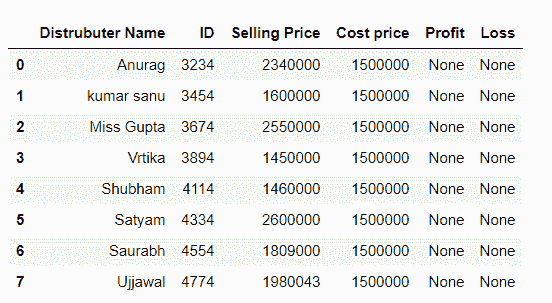 Distrubuter Name ID Selling Price Cost price Profit Loss
0 Anurag 3234 2340000 1500000 None None
1 kumar sanu 3454 1600000 1500000 None None
2 Miss Gupta 3674 2550000 1500000 None None
3 Vrtika 3894 1450000 1500000 None None
4 Shubham 4114 1460000 1500000 None None
5 Satyam 4334 2600000 1500000 None None
6 Saurabh 4554 1809000 1500000 None None
7 Ujjawal 4774 1980043 1500000 None None